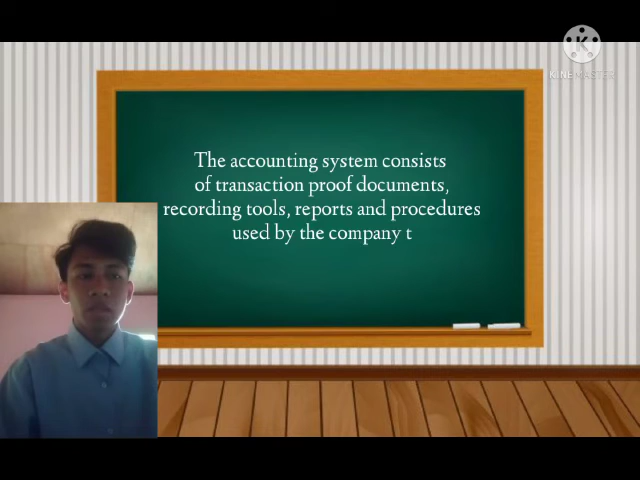 KINEMASTER
The accounting system consists
of transaction proof documents,
recording tools, reports and procedures
used by the company t